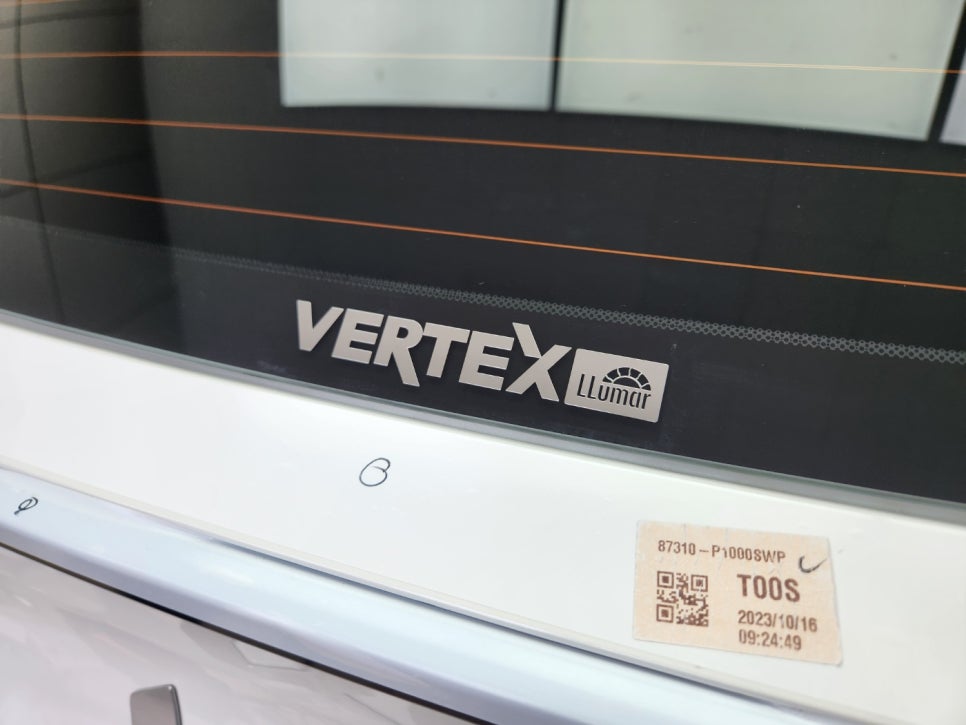 VERTEX
LLumar
87310-P1000SWP
T00S
2023/10/16
09:24:49